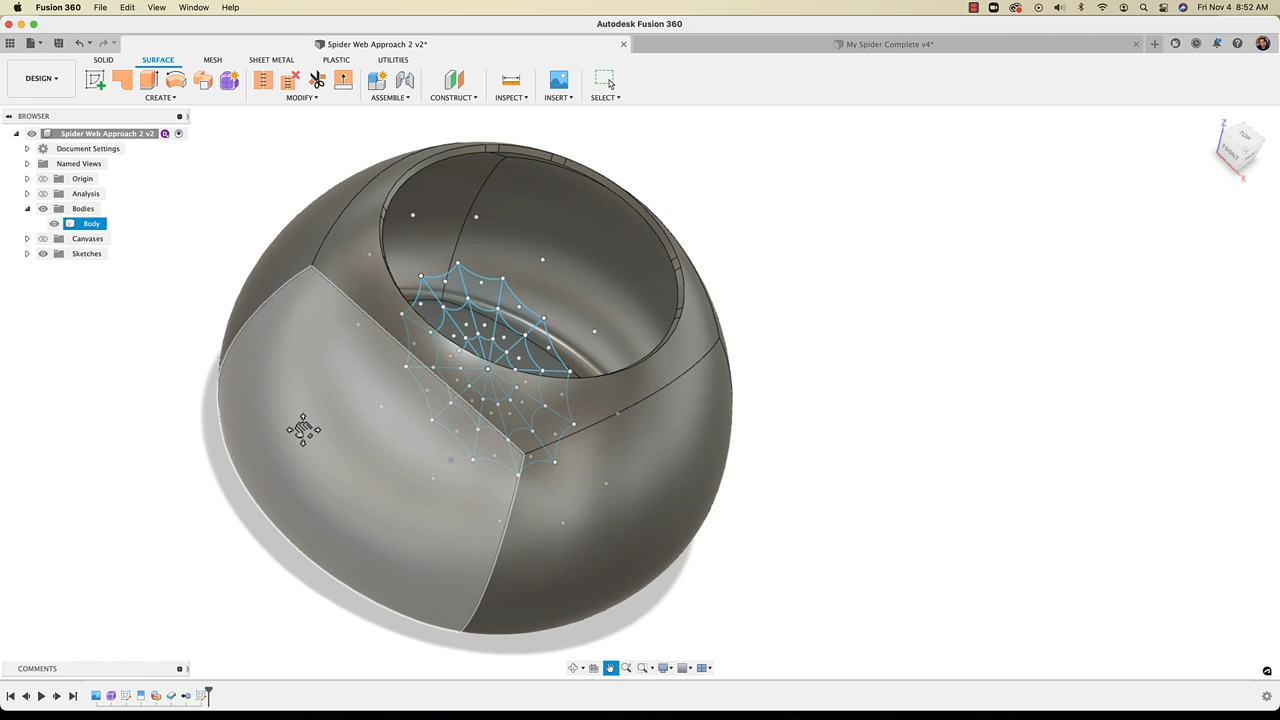 Fusion 360 File Edit View Window Help Fri Nov 4 8:52 AM
Autodesk Fusion 360
Spider Web Approach 2 v2* My Spider Complete v4*
SOLID SURFACE MESH SHEET METAL PLASTIC UTILITIES
DESIGN
CREATE MODIFY ASSEMBLE CONSTRUCT INSPECT INSERT SELECT
BROWSER
Spider Web Approach 2 v2
Document Settings
Named Views
Origin
Analysis
Bodies
Body
Canvases
Sketches
Z
TOP
FRONT
X
COMMENTS